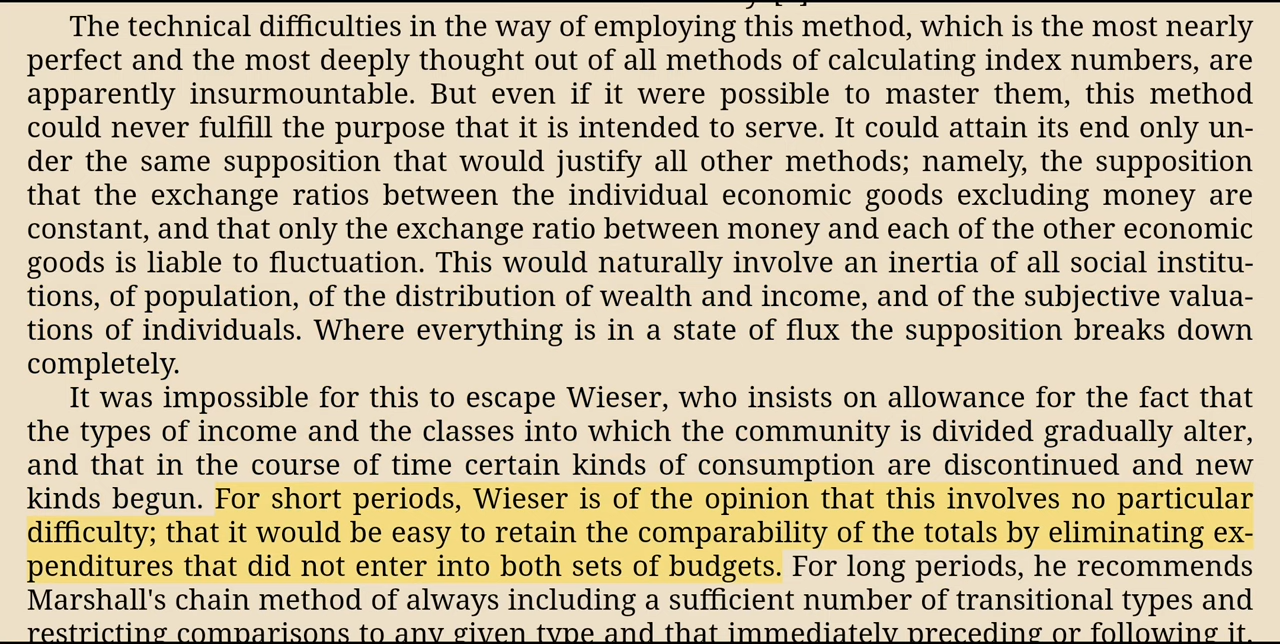 The technical difficulties in the way of employing this method, which is the most nearly
perfect and the most deeply thought out of all methods of calculating index numbers, are
apparently insurmountable. But even if it were possible to master them, this method
could never fulfill the purpose that it is intended to serve. It could attain its end only un-
der the same supposition that would justify all other methods; namely, the supposition
that the exchange ratios between the individual economic goods excluding money are
constant, and that only the exchange ratio between money and each of the other economic
goods is liable to fluctuation. This would naturally involve an inertia of all social institu-
tions, of population, of the distribution of wealth and income, and of the subjective valua-
tions of individuals. Where everything is in a state of flux the supposition breaks down
completely.
It was impossible for this to escape Wieser, who insists on allowance for the fact that
the types of income and the classes into which the community is divided gradually alter,
and that in the course of time certain kinds of consumption are discontinued and new
kinds begun. For short periods, Wieser is of the opinion that this involves no particular
difficulty; that it would be easy to retain the comparability of the totals by eliminating ex-
penditures that did not enter into both sets of budgets. For long periods, he recommends
Marshall's chain method of always including a sufficient number of transitional types and
restricting comparisons to any given type and that immediately preceding or following it.